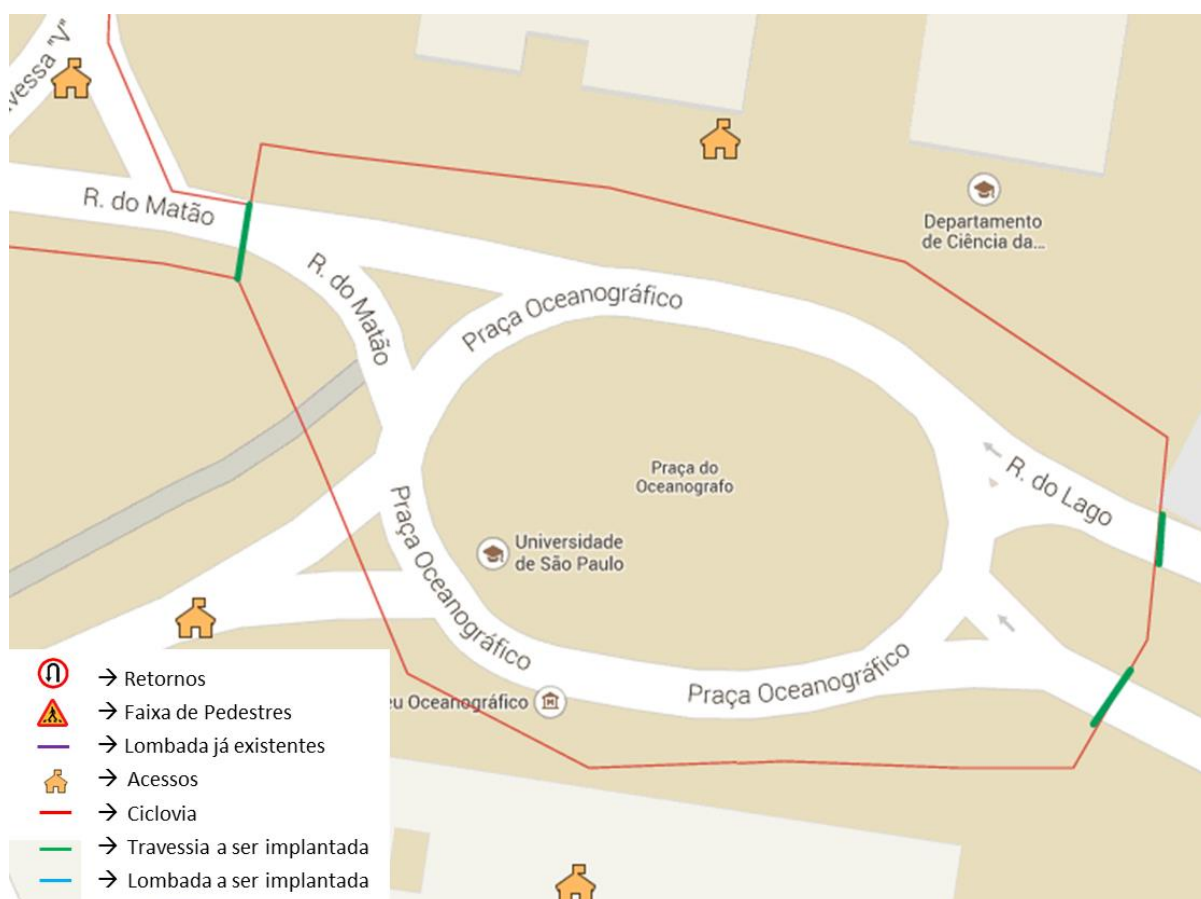 avessa "V"
R. do Matão
Departamento
de Ciência da...
R. do Matão
Praça Oceanográfico
Praça do
Oceanografo
R. do Lago
Praça Oceanográfico
Universidade
de São Paulo
Praça Oceanográfico
eu Oceanográfico
→ Retornos
→ Faixa de Pedestres
→ Lombada já existentes
→ Acessos
→ Ciclovia
→ Travessia a ser implantada
→ Lombada a ser implantada